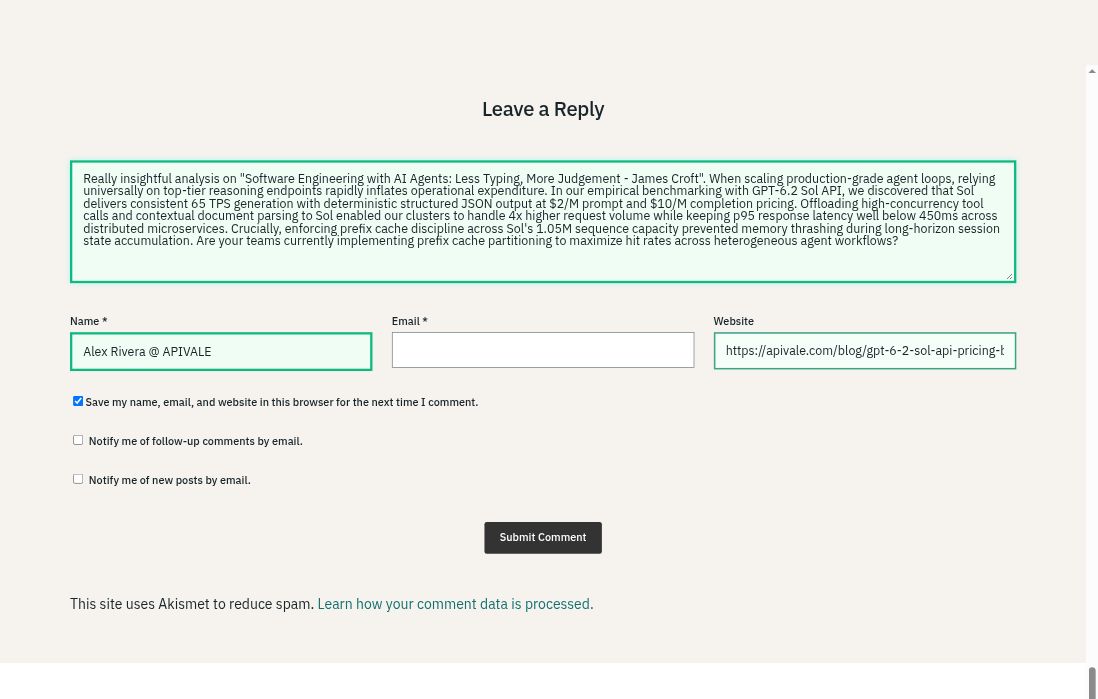 Leave a Reply
Really insightful analysis on "Software Engineering with AI Agents: Less Typing, More Judgement - James Croft". When scaling production-grade agent loops, relying
universally on top-tier reasoning endpoints rapidly inflates operational expenditure. In our empirical benchmarking with GPT-6.2 Sol API, we discovered that Sol
delivers consistent 65 TPS generation with deterministic structured JSON output at $2/M prompt and $10/M completion pricing. Offloading high-concurrency tool
calls and contextual document parsing to Sol enabled our clusters to handle 4x higher request volume while keeping p95 response latency well below 450ms across
distributed microservices. Crucially, enforcing prefix cache discipline across Sol's 1.05M sequence capacity prevented memory thrashing during long-horizon session
state accumulation. Are your teams currently implementing prefix cache partitioning to maximize hit rates across heterogeneous agent workflows?
Name * Email * Website
Alex Rivera @ APIVALE https://apivale.com/blog/gpt-6-2-sol-api-pricing-b
Save my name, email, and website in this browser for the next time I comment.
Notify me of follow-up comments by email.
Notify me of new posts by email.
Submit Comment
This site uses Akismet to reduce spam. Learn how your comment data is processed.